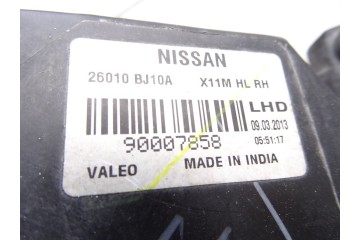 NISSAN
26010 BJ10A X11M HL RH
LHD
09.03.2013
90007858 05:51:17
VALEO MADE IN INDIA